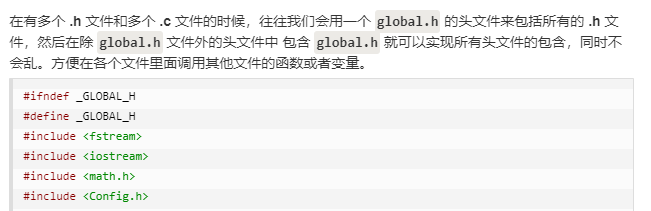 在有多个 .h 文件和多个 .c 文件的时候，往往我们会用一个 global.h 的头文件来包括所有的 .h 文
件，然后在除 global.h 文件外的头文件中 包含 global.h 就可以实现所有头文件的包含，同时不
会乱。方便在各个文件里面调用其他文件的函数或者变量。
#ifndef _GLOBAL_H
#define _GLOBAL_H
#include <fstream>
#include <iostream>
#include <math.h>
#include <Config.h>